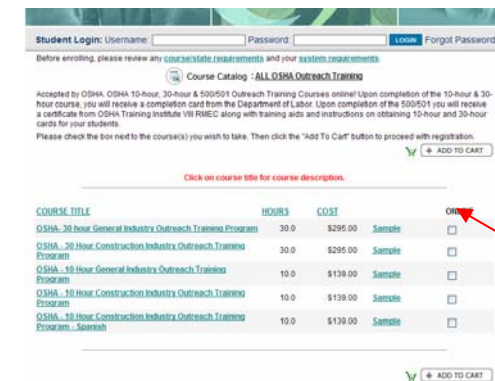 Student Login: Username: Password: LOGIN Forgot Password
Before enrolling, please review any course/state requirements and your system requirements.
Course Catalog : ALL OSHA Outreach Training
Accepted by OSHA. OSHA 10-hour, 30-hour & 500/501 Outreach Training Courses online! Upon completion of the 10-hour & 30-
hour course, you will receive a completion card from the Department of Labor. Upon completion of the 500/501 you will receive
a certificate from OSHA Training Institute VIII RMEC along with training aids and instructions on obtaining 10-hour and 30-hour
cards for your students.
Please check the box next to the course(s) you wish to take. Then click the "Add To Cart" button to proceed with registration.
+ ADD TO CART
Click on course title for course description.
COURSE TITLE HOURS COST
OSHA- 30 hour General Industry Outreach Training Program 30.0 $295.00 Sample
OSHA - 30 Hour Construction Industry Outreach Training
Program 30.0 $295.00 Sample
OSHA - 10 Hour General Industry Outreach Training
Program 10.0 $139.00 Sample
OSHA - 10 Hour Construction Industry Outreach Training
Program 10.0 $139.00 Sample
OSHA - 10 Hour Construction Industry Outreach Training
Program - Spanish 10.0 $139.00 Sample
+ ADD TO CART